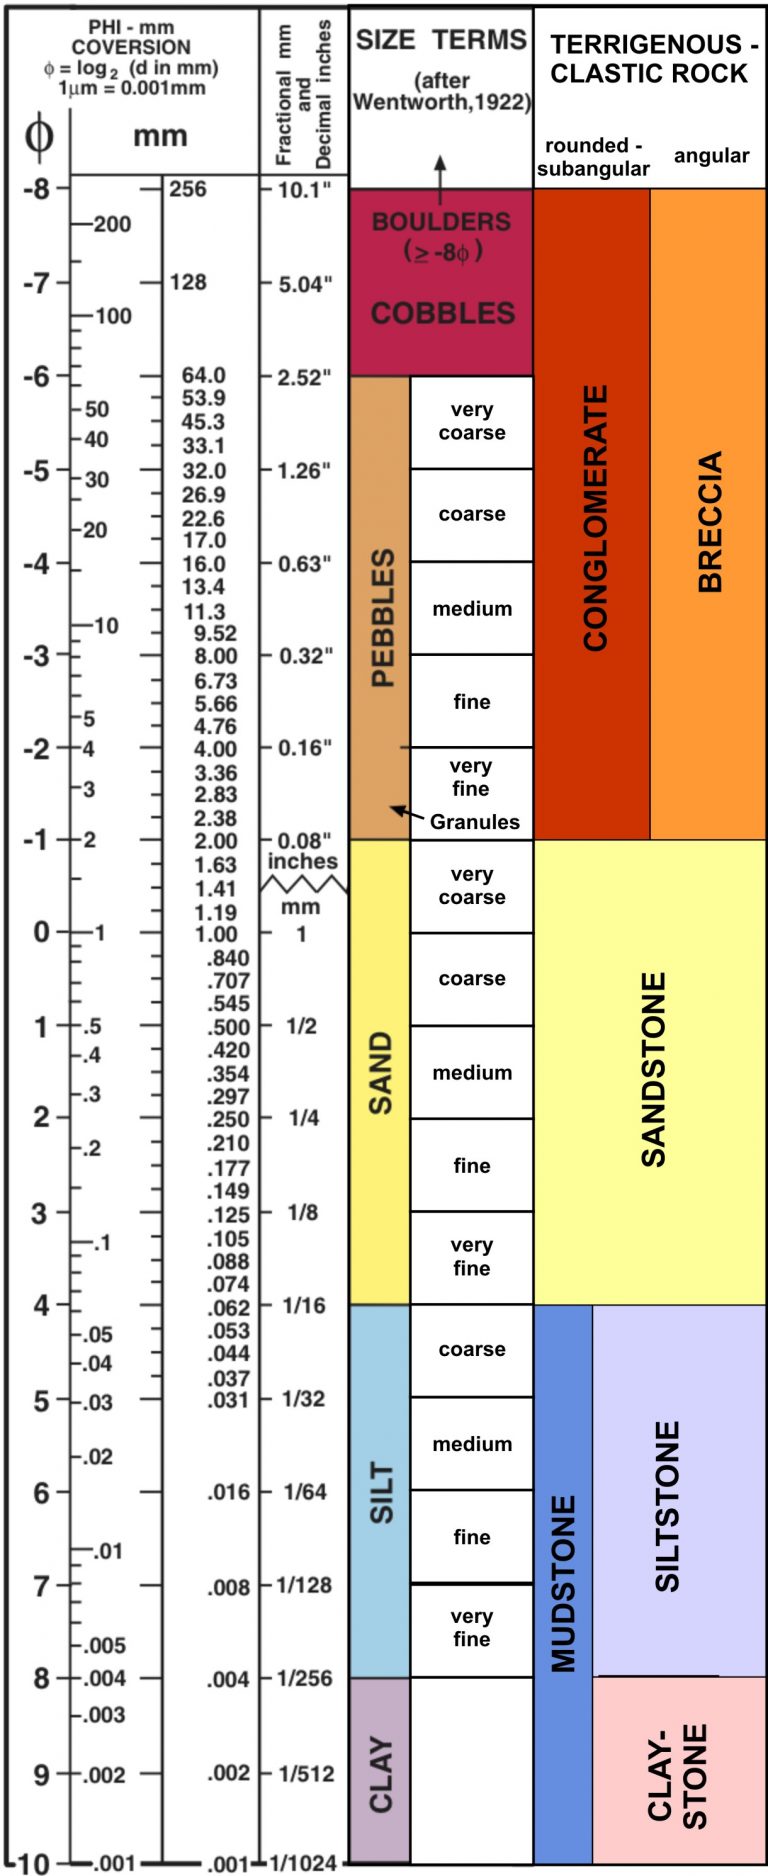 PHI - mm
COVERSION
ϕ = log₂ (d in mm)
1μm = 0.001mm
Fractional mm
and
Decimal inches
SIZE TERMS
(after
Wentworth,1922)
TERRIGENOUS -
CLASTIC ROCK
ϕ
mm
rounded -
subangular
angular
-8
256
10.1"
200
BOULDERS
(≥ -8ϕ)
-7
128
5.04"
100
COBBLES
-6
64.0
2.52"
53.9
50
45.3
very
coarse
40
33.1
-5
32.0
1.26"
30
26.9
22.6
coarse
20
17.0
-4
16.0
0.63"
13.4
11.3
medium
10
9.52
-3
8.00
0.32"
6.73
5.66
fine
5
4.76
-2
4
4.00
0.16"
3.36
very
fine
3
2.83
2.38
Granules
-1
2
2.00
0.08"
inches
1.63
1.41
very
coarse
mm
1.19
0
1
1.00
1
.840
.707
coarse
.545
1
.5
.500
1/2
.4
.420
.354
medium
.3
.297
2
.250
1/4
.2
.210
.177
fine
.149
3
.125
1/8
.1
.105
.088
very
fine
.074
4
.062
1/16
.05
.053
.04
.044
coarse
.037
5
.03
.031
1/32
.02
medium
6
.016
1/64
.01
fine
7
.008
1/128
.005
very
fine
8
.004
.004
1/256
.003
9
.002
.002
1/512
10
.001
.001
1/1024
PEBBLES
SAND
SILT
CLAY
CONGLOMERATE
BRECCIA
SANDSTONE
MUDSTONE
SILTSTONE
CLAY-
STONE